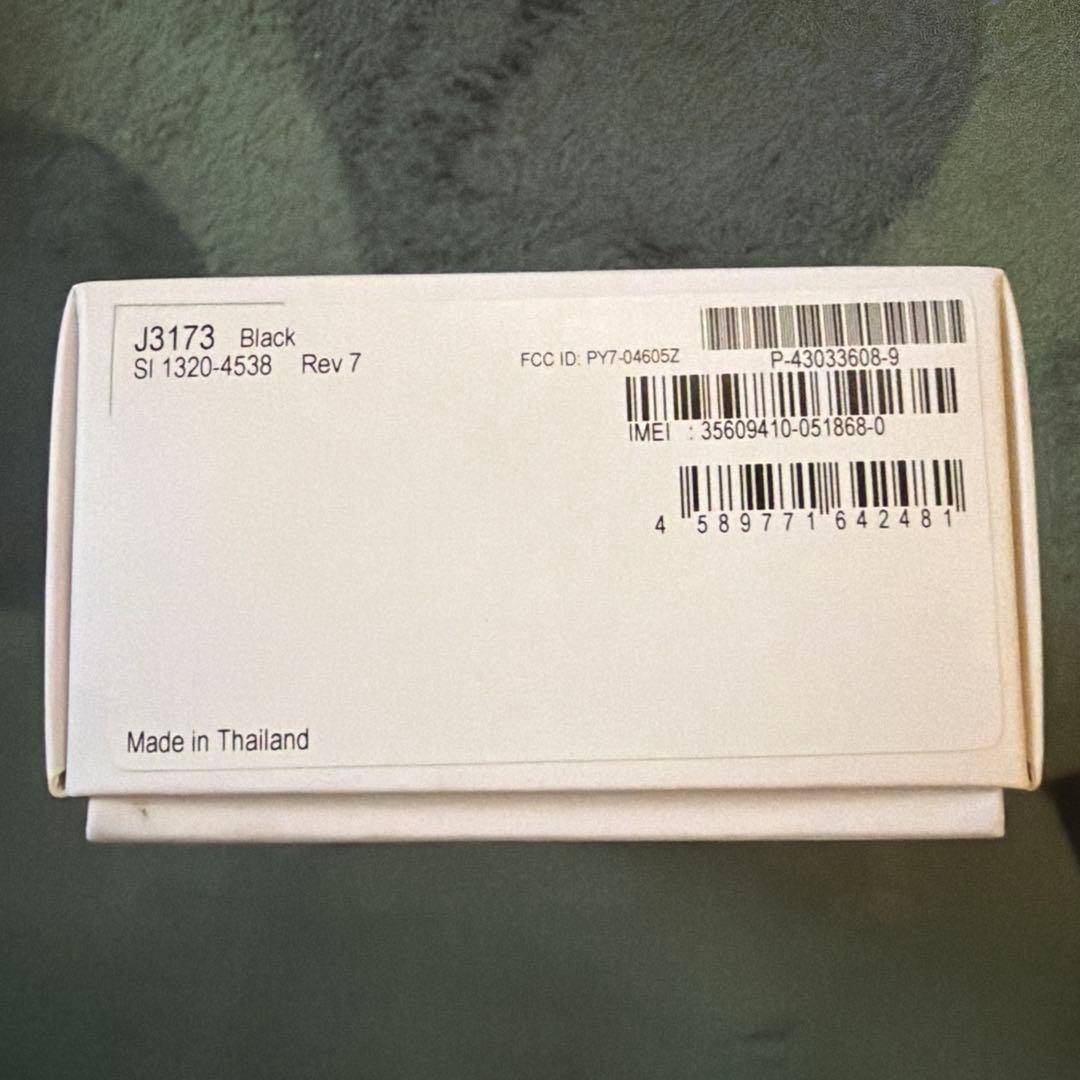 J3173 Black
SI 1320-4538 Rev 7
FCC ID: PY7-04605Z
P-43033608-9
IMEI : 35609410-051868-0
4 589771 642481
Made in Thailand